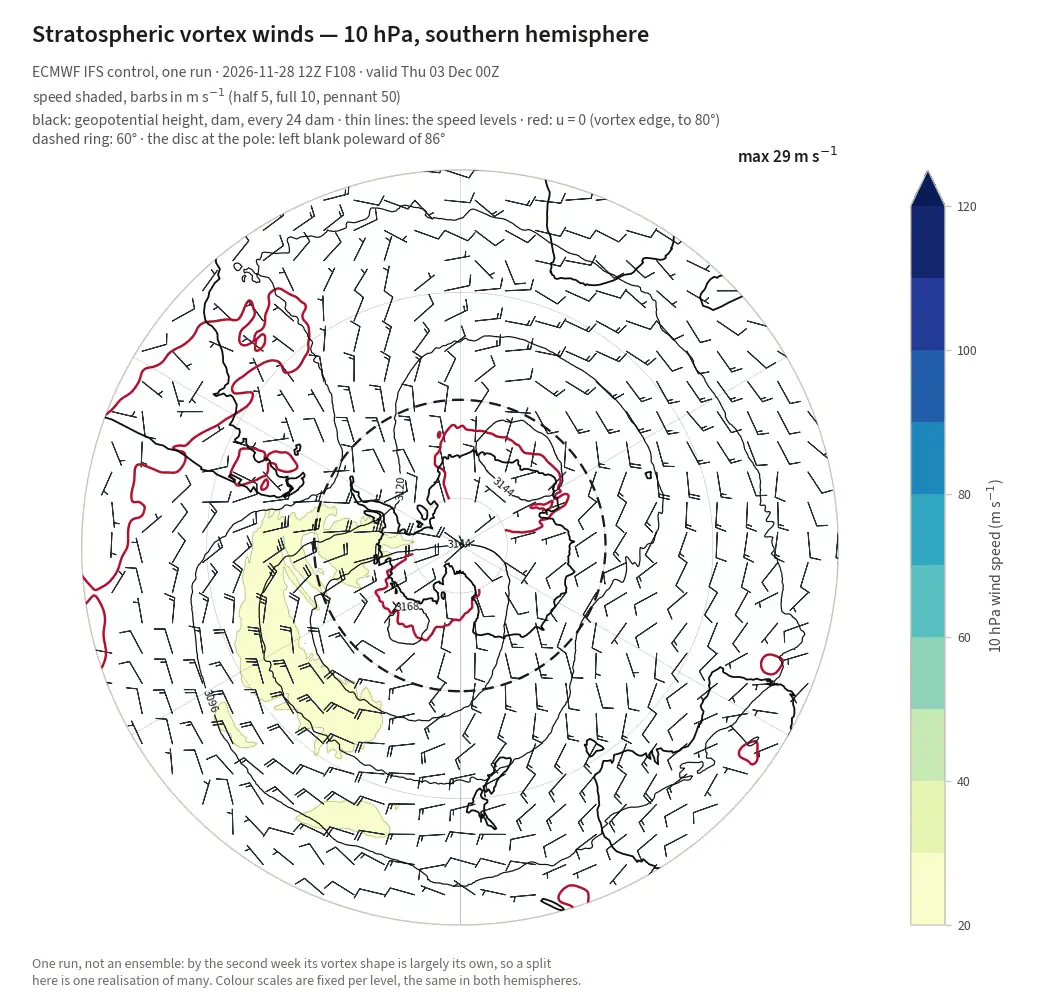 Stratospheric vortex winds — 10 hPa, southern hemisphere
ECMWF IFS control, one run · 2026-11-28 12Z F108 · valid Thu 03 Dec 00Z
speed shaded, barbs in m s⁻¹ (half 5, full 10, pennant 50)
black: geopotential height, dam, every 24 dam · thin lines: the speed levels · red: u = 0 (vortex edge, to 80°)
dashed ring: 60° · the disc at the pole: left blank poleward of 86°
max 29 m s⁻¹
120
100
80
60
40
20
10 hPa wind speed (m s⁻¹)
3120
3144
3144
3168
3096
One run, not an ensemble: by the second week its vortex shape is largely its own, so a split
here is one realisation of many. Colour scales are fixed per level, the same in both hemispheres.